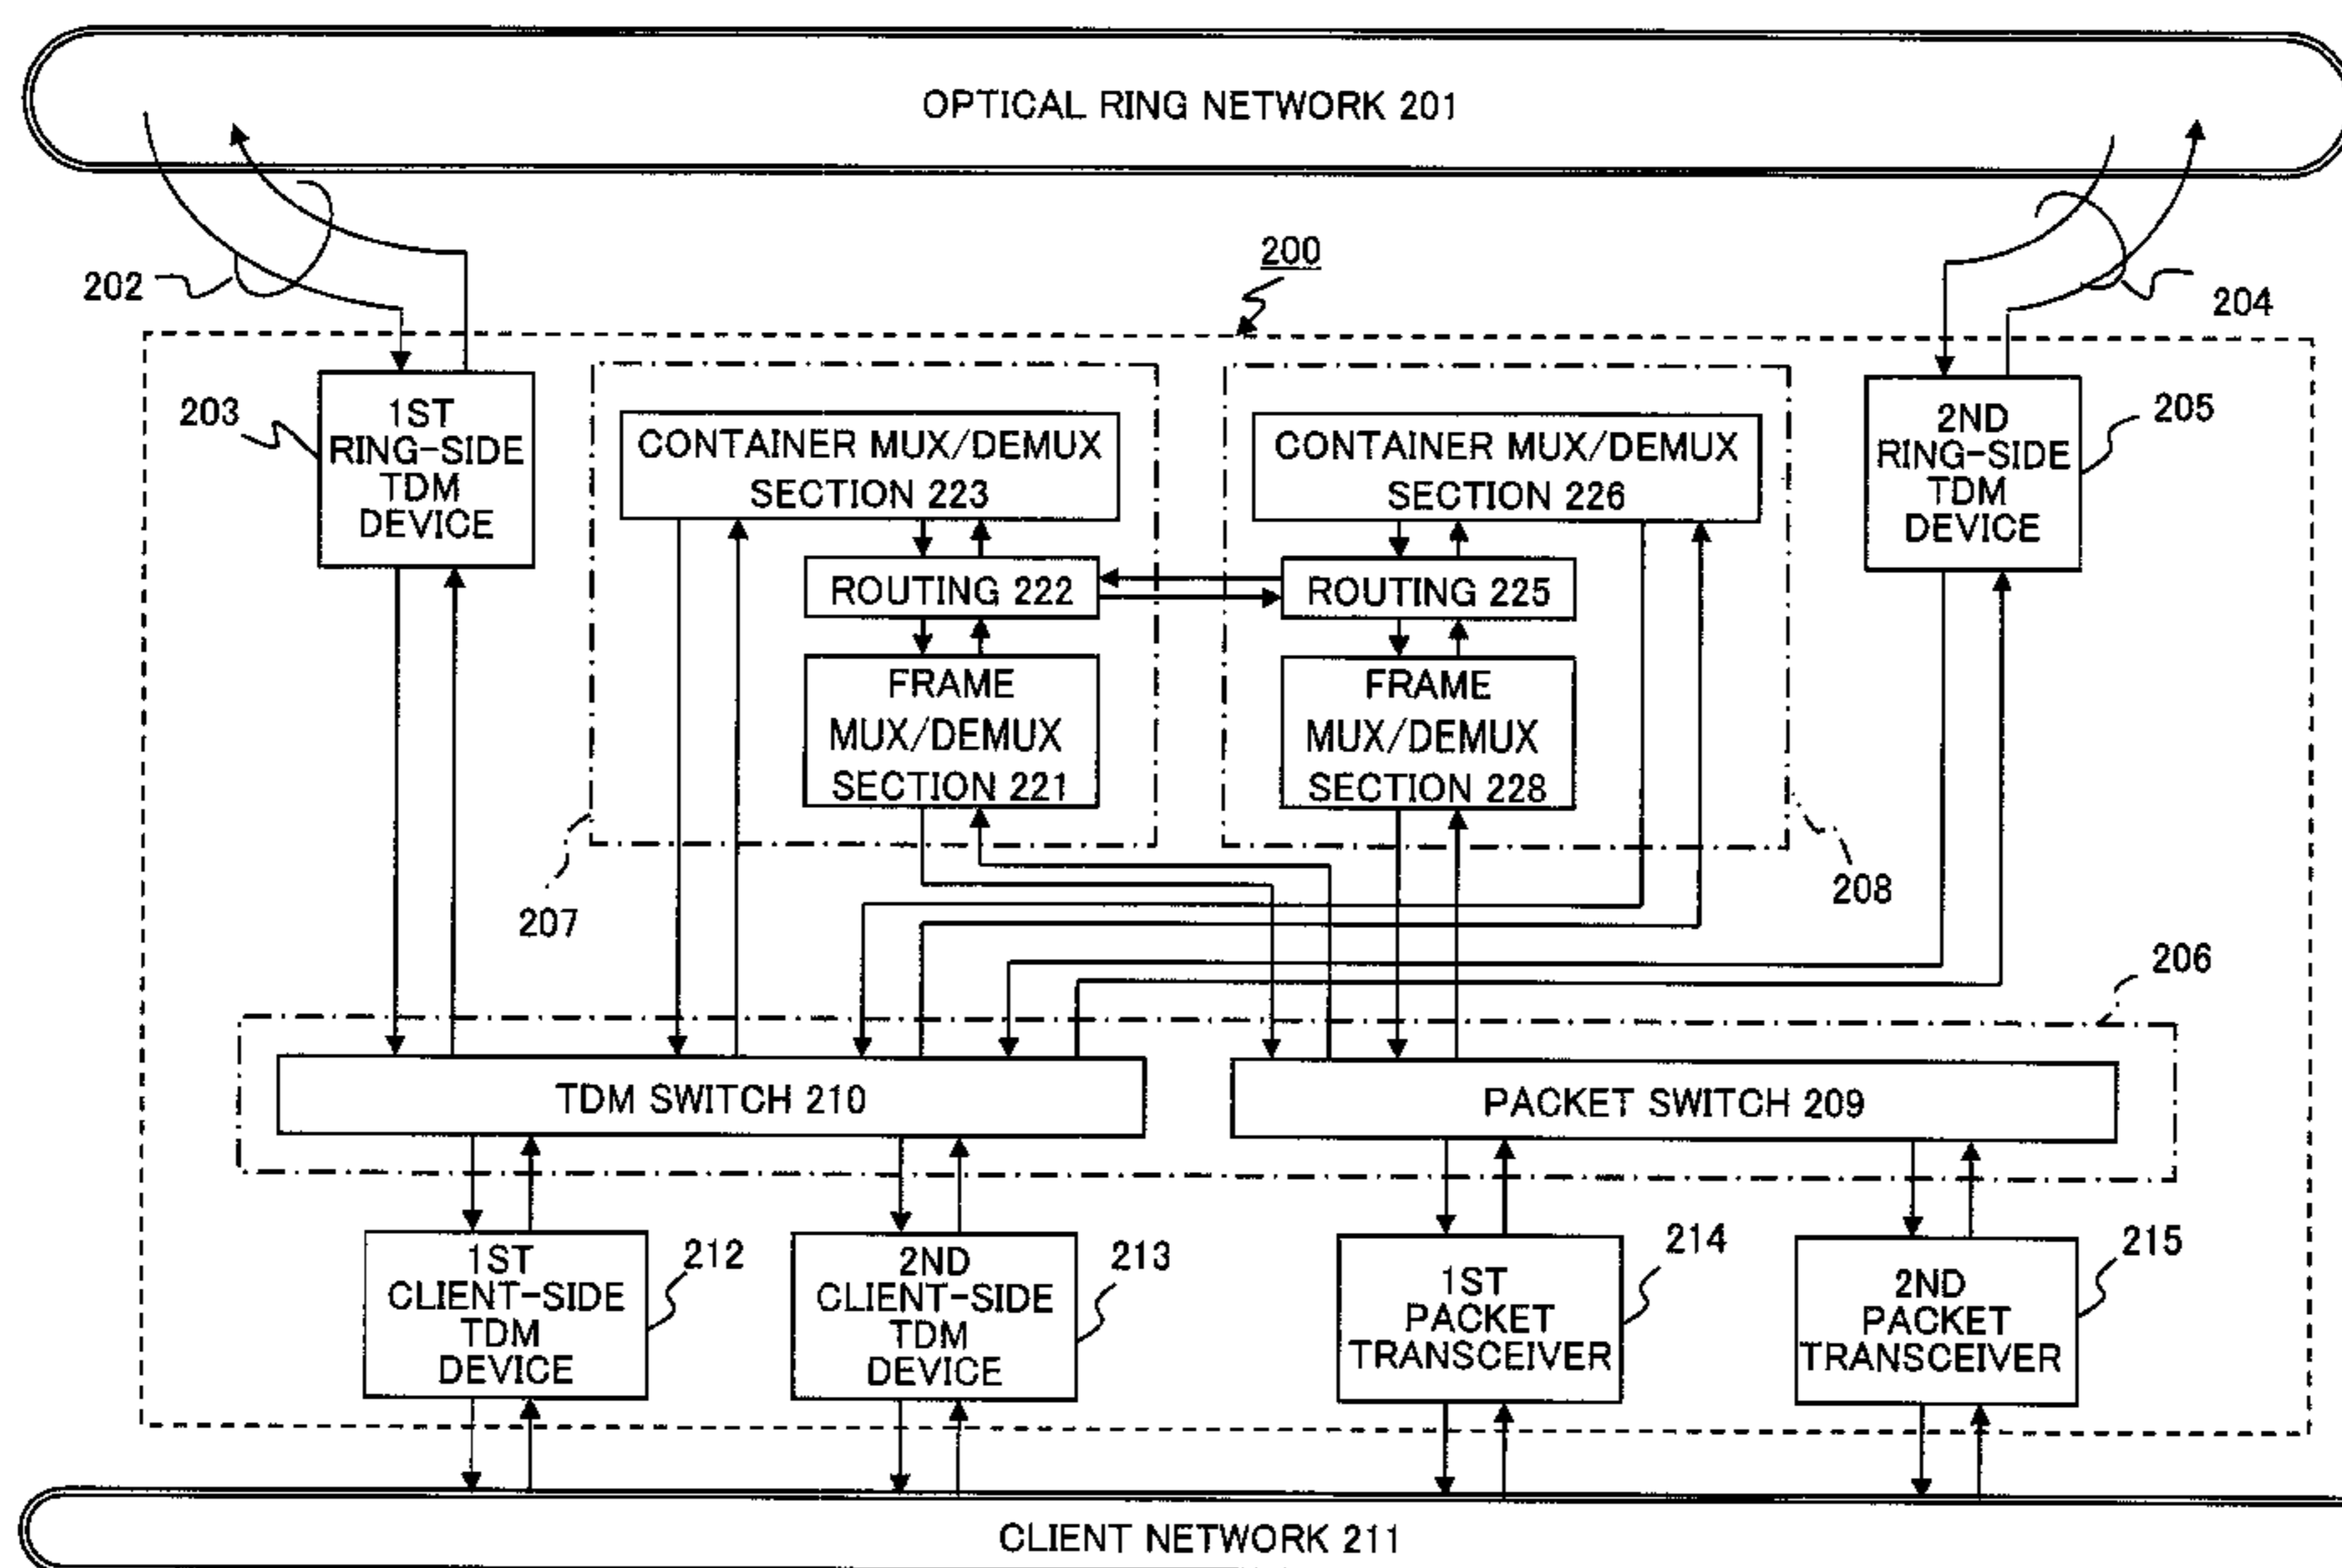 OPTICAL RING NETWORK 201
202
200
204
203
1ST
RING-SIDE
TDM
DEVICE
CONTAINER MUX/DEMUX
SECTION 223
CONTAINER MUX/DEMUX
SECTION 226
2ND
RING-SIDE
TDM
DEVICE
205
ROUTING 222
ROUTING 225
FRAME
MUX/DEMUX
SECTION 221
FRAME
MUX/DEMUX
SECTION 228
207
208
206
TDM SWITCH 210
PACKET SWITCH 209
1ST
CLIENT-SIDE
TDM
DEVICE
212
2ND
CLIENT-SIDE
TDM
DEVICE
213
1ST
PACKET
TRANSCEIVER
214
2ND
PACKET
TRANSCEIVER
215
CLIENT NETWORK 211